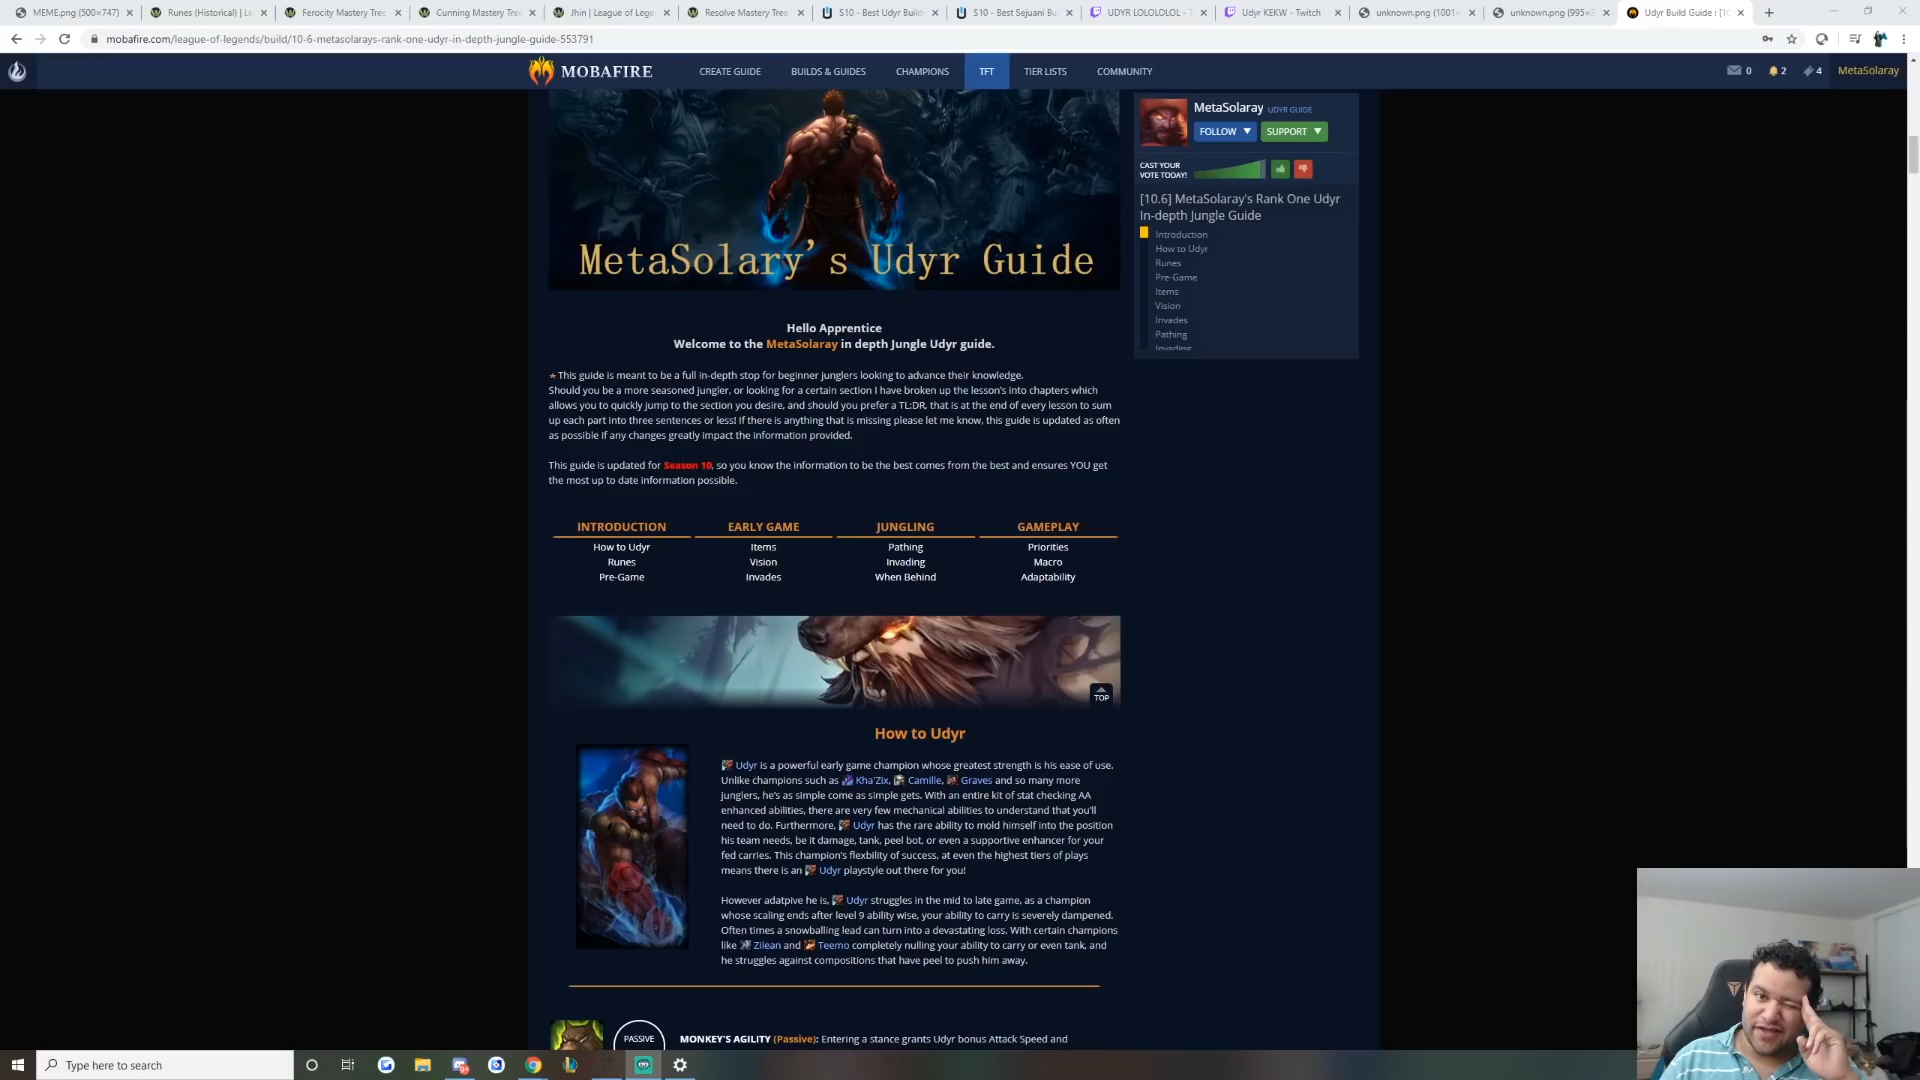 MEME.png (500×747)
Runes (Historical) | Le
Ferocity Mastery Tree
Cunning Mastery Tree
Jhin | League of Lege
Resolve Mastery Tree
S10 - Best Udyr Build
S10 - Best Sejuani Bu
UDYR LOLOLOLOL - T
Udyr KEKW - Twitch
unknown.png (1001×
unknown.png (995×
Udyr Build Guide : [10
mobafire.com/league-of-legends/build/10-6-metasolarays-rank-one-udyr-in-depth-jungle-guide-553791
MOBAFIRE
CREATE GUIDE
BUILDS & GUIDES
CHAMPIONS
TFT
TIER LISTS
COMMUNITY
0
2
4
MetaSolaray
MetaSolary's Udyr Guide
MetaSolaray UDYR GUIDE
FOLLOW
SUPPORT
CAST YOUR
VOTE TODAY!
[10.6] MetaSolaray's Rank One Udyr
In-depth Jungle Guide
Introduction
How to Udyr
Runes
Pre-Game
Items
Vision
Invades
Pathing
Invading
Hello Apprentice
Welcome to the MetaSolaray in depth Jungle Udyr guide.
This guide is meant to be a full in-depth stop for beginner junglers looking to advance their knowledge.
Should you be a more seasoned jungler, or looking for a certain section I have broken up the lesson's into chapters which
allows you to quickly jump to the section you desire, and should you prefer a TL:DR, that is at the end of every lesson to sum
up each part into three sentences or less! If there is anything that is missing please let me know, this guide is updated as often
as possible if any changes greatly impact the information provided.
This guide is updated for Season 10, so you know the information to be the best comes from the best and ensures YOU get
the most up to date information possible.
INTRODUCTION EARLY GAME JUNGLING GAMEPLAY
How to Udyr Items Pathing Priorities
Runes Vision Invading Macro
Pre-Game Invades When Behind Adaptability
TOP
How to Udyr
Udyr is a powerful early game champion whose greatest strength is his ease of use.
Unlike champions such as Kha'Zix, Camille, Graves and so many more
junglers, he's as simple come as simple gets. With an entire kit of stat checking AA
enhanced abilities, there are very few mechanical abilities to understand that you'll
need to do. Furthermore, Udyr has the rare ability to mold himself into the position
his team needs, be it damage, tank, peel bot, or even a supportive enhancer for your
fed carries. This champion's flexbility of success, at even the highest tiers of plays
means there is an Udyr playstyle out there for you!
However adatpive he is, Udyr struggles in the mid to late game, as a champion
whose scaling ends after level 9 ability wise, your ability to carry is severely dampened.
Often times a snowballing lead can turn into a devastating loss. With certain champions
like Zilean and Teemo completely nulling your ability to carry or even tank, and
he struggles against compositions that have peel to push him away.
PASSIVE
MONKEY'S AGILITY (Passive): Entering a stance grants Udyr bonus Attack Speed and
Type here to search